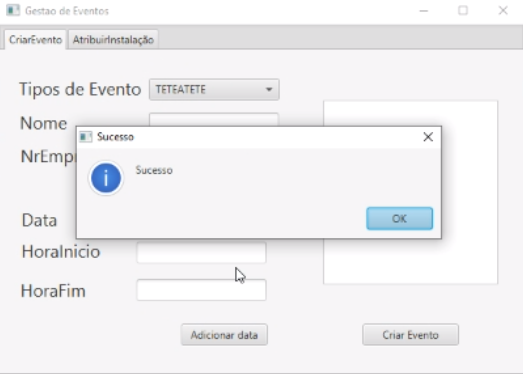 Gestao de Eventos
CriarEvento AtribuirInstalação
Tipos de Evento TETEATETE
Nome
Sucesso
NrEmp
Sucesso
OK
Data
HoraInicio
HoraFim
Adicionar data Criar Evento